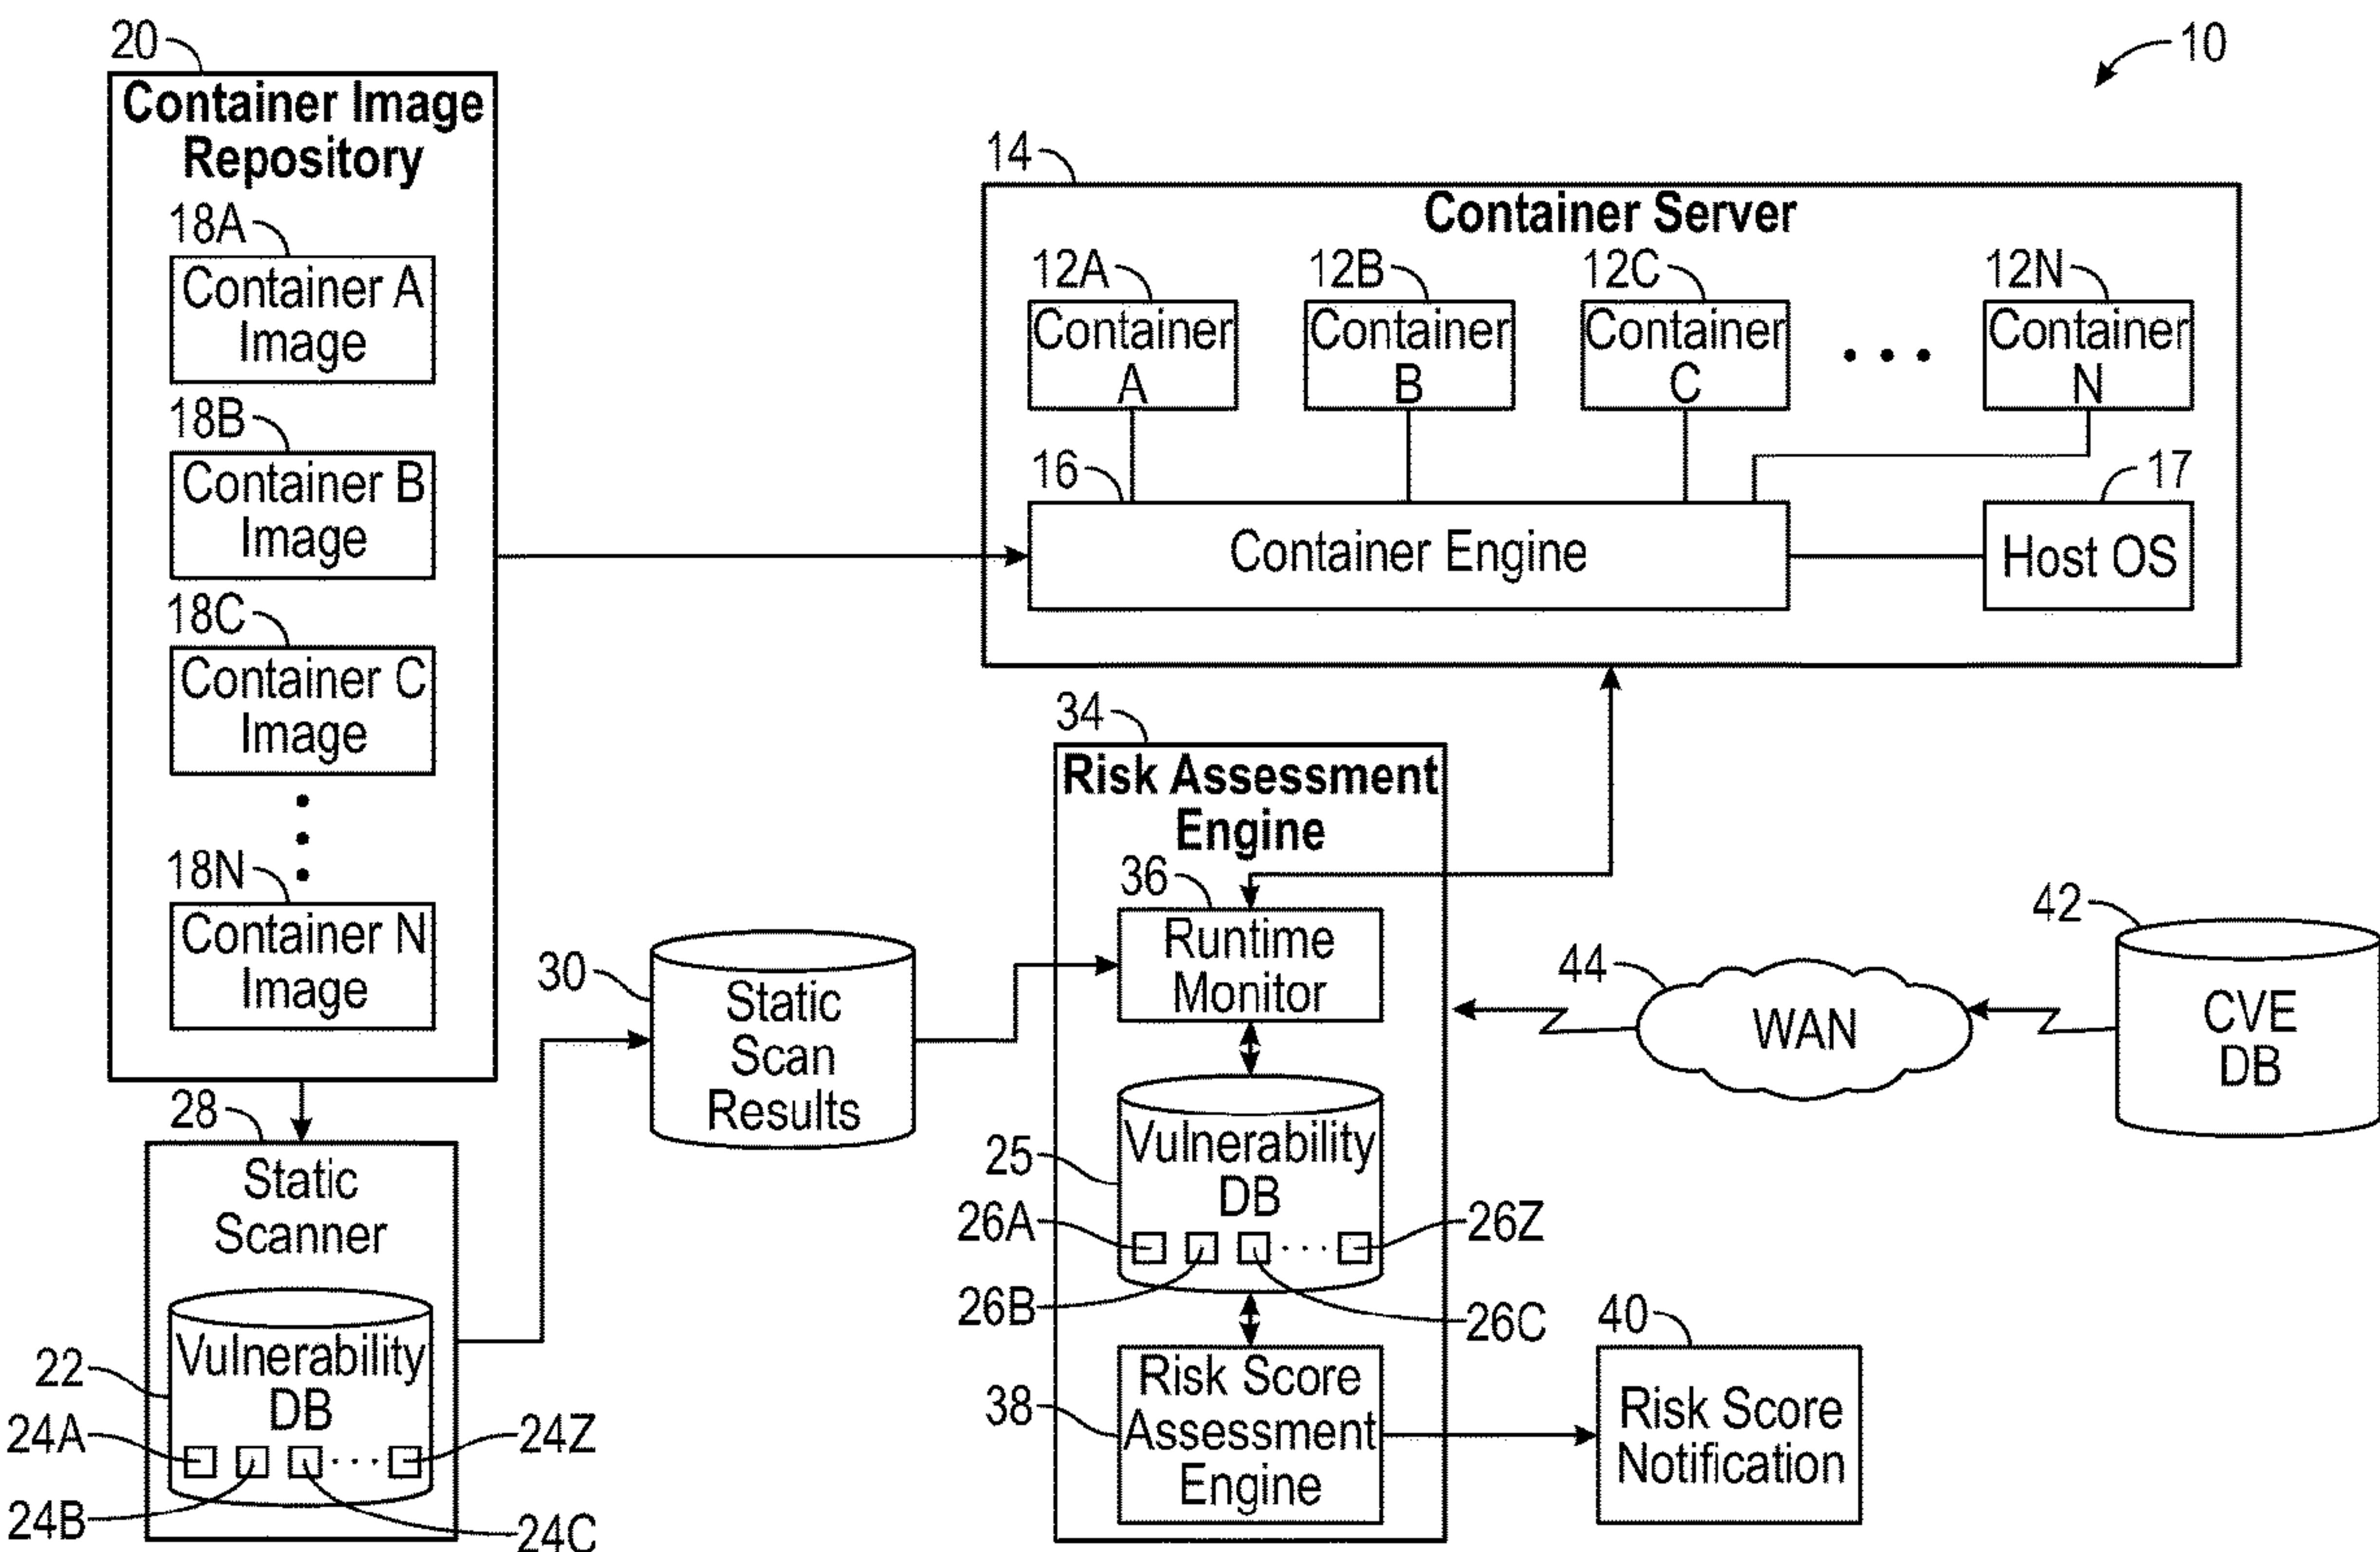 20
Container Image
Repository
18A
Container A
Image
18B
Container B
Image
18C
Container C
Image
18N
Container N
Image
10
14
Container Server
12A
Container
A
12B
Container
B
12C
Container
C
12N
Container
N
16
Container Engine
17
Host OS
28
Static
Scanner
22
Vulnerability
DB
24A
24B
24C
24Z
30
Static
Scan
Results
34
Risk Assessment
Engine
36
Runtime
Monitor
25
Vulnerability
DB
26A
26B
26C
26Z
38
Risk Score
Assessment
Engine
40
Risk Score
Notification
44
WAN
42
CVE
DB